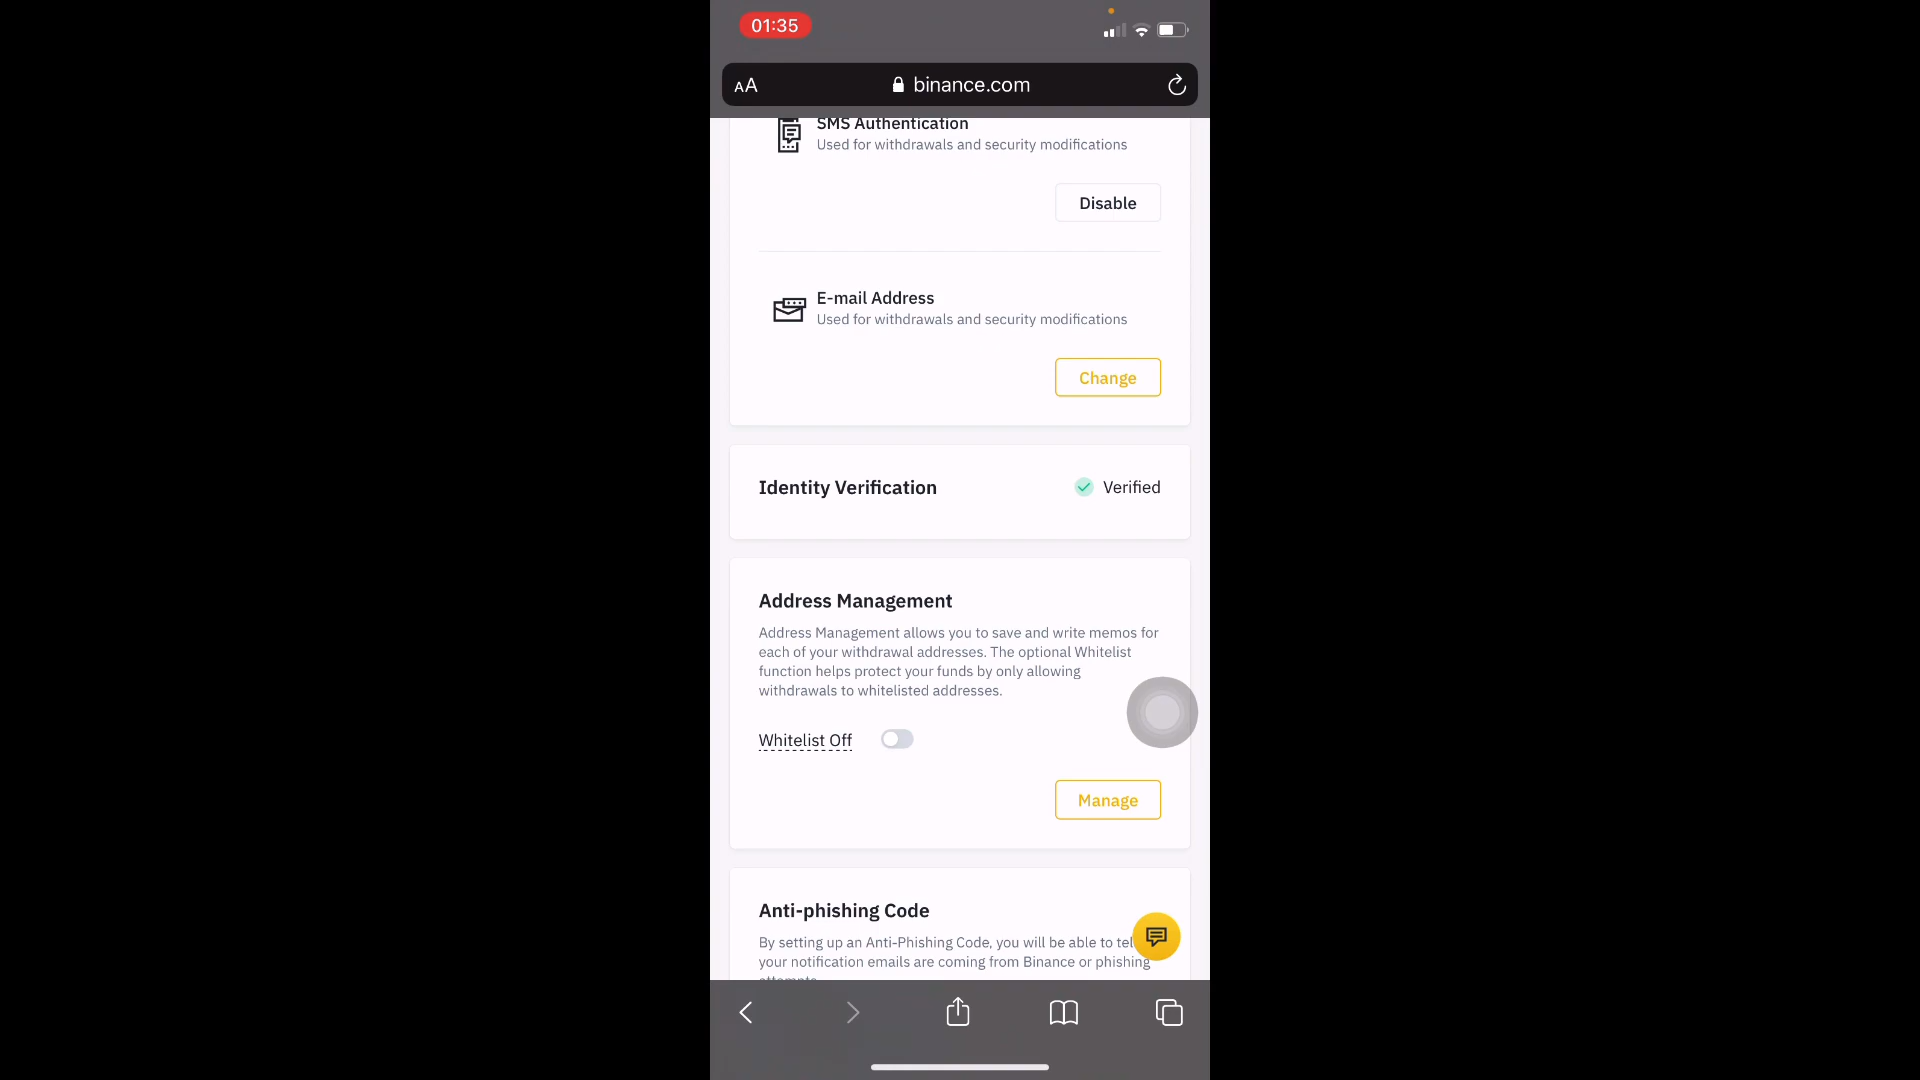 01:35
AA
binance.com
SMS Authentication
Used for withdrawals and security modifications
Disable
E-mail Address
Used for withdrawals and security modifications
Change
Identity Verification
Verified
Address Management
Address Management allows you to save and write memos for
each of your withdrawal addresses. The optional Whitelist
function helps protect your funds by only allowing
withdrawals to whitelisted addresses.
Whitelist Off
Manage
Anti-phishing Code
By setting up an Anti-Phishing Code, you will be able to
your notification emails are coming from Binance or phishing